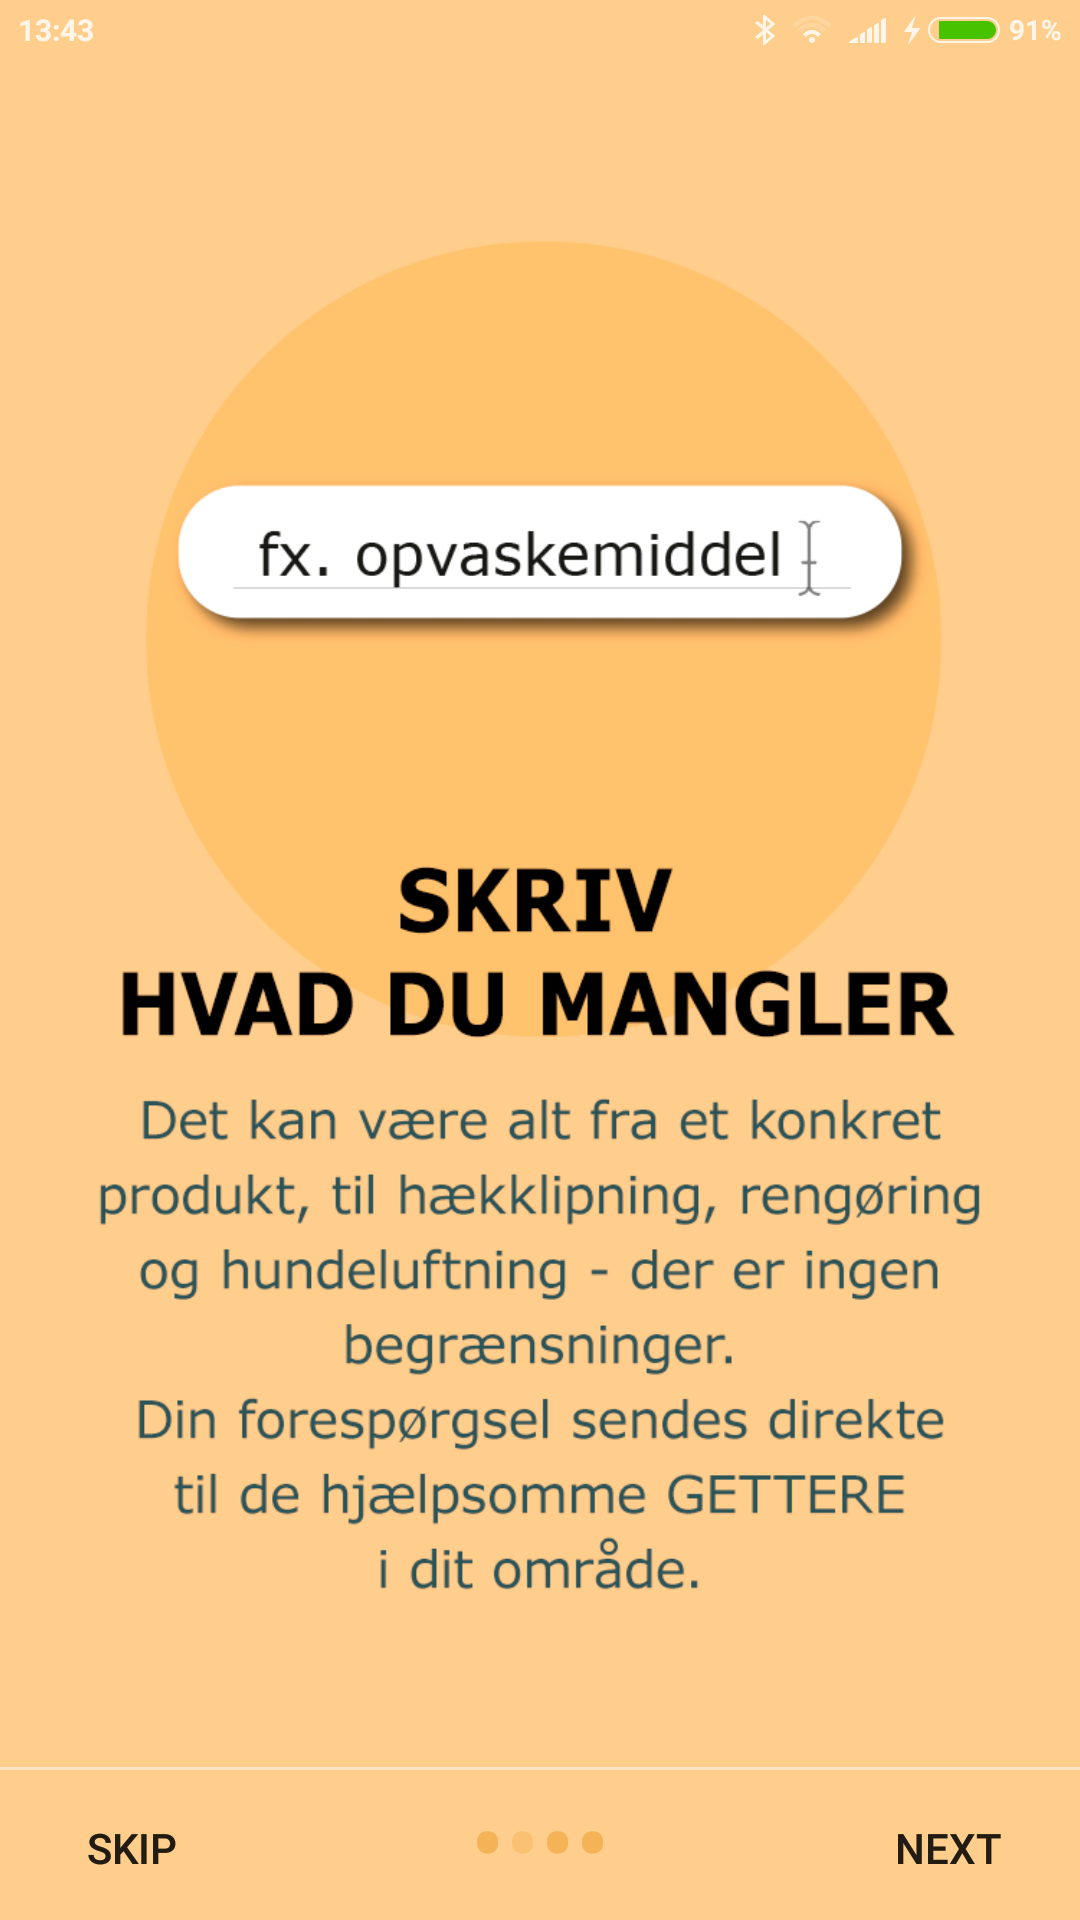 13:43
91%
fx. opvaskemiddel
SKRIV
HVAD DU MANGLER
Det kan være alt fra et konkret
produkt, til hækklipning, rengøring
og hundeluftning - der er ingen
begrænsninger.
Din forespørgsel sendes direkte
til de hjælpsomme GETTERE
i dit område.
SKIP
NEXT